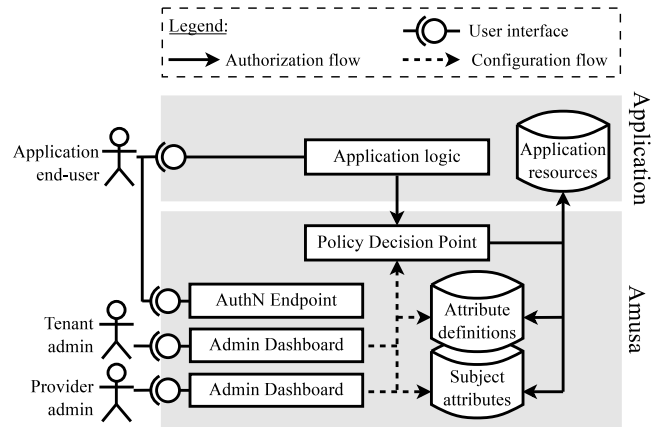 Legend:
User interface
Authorization flow
Configuration flow
Application
end-user
Application logic
Application
resources
Application
Policy Decision Point
AuthN Endpoint
Tenant
admin
Admin Dashboard
Attribute
definitions
Amusa
Provider
admin
Admin Dashboard
Subject
attributes